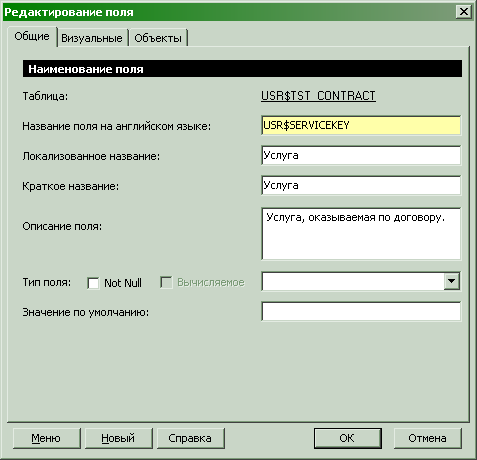 Редактирование поля
Общие Визуальные Объекты
Наименование поля
Таблица: USR$TST_CONTRACT
Название поля на английском языке: USR$SERVICEKEY
Локализованное название: Услуга
Краткое название: Услуга
Описание поля: Услуга, оказываемая по договору.
Тип поля: Not Null Вычисляемое
Значение по умолчанию:
Меню Новый Справка OK Отмена